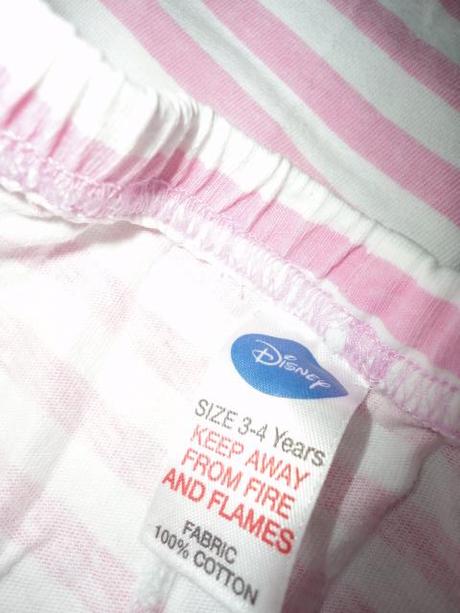 Disney
SIZE 3-4 Years
KEEP AWAY
FROM FIRE
AND FLAMES
FABRIC
100% COTTON